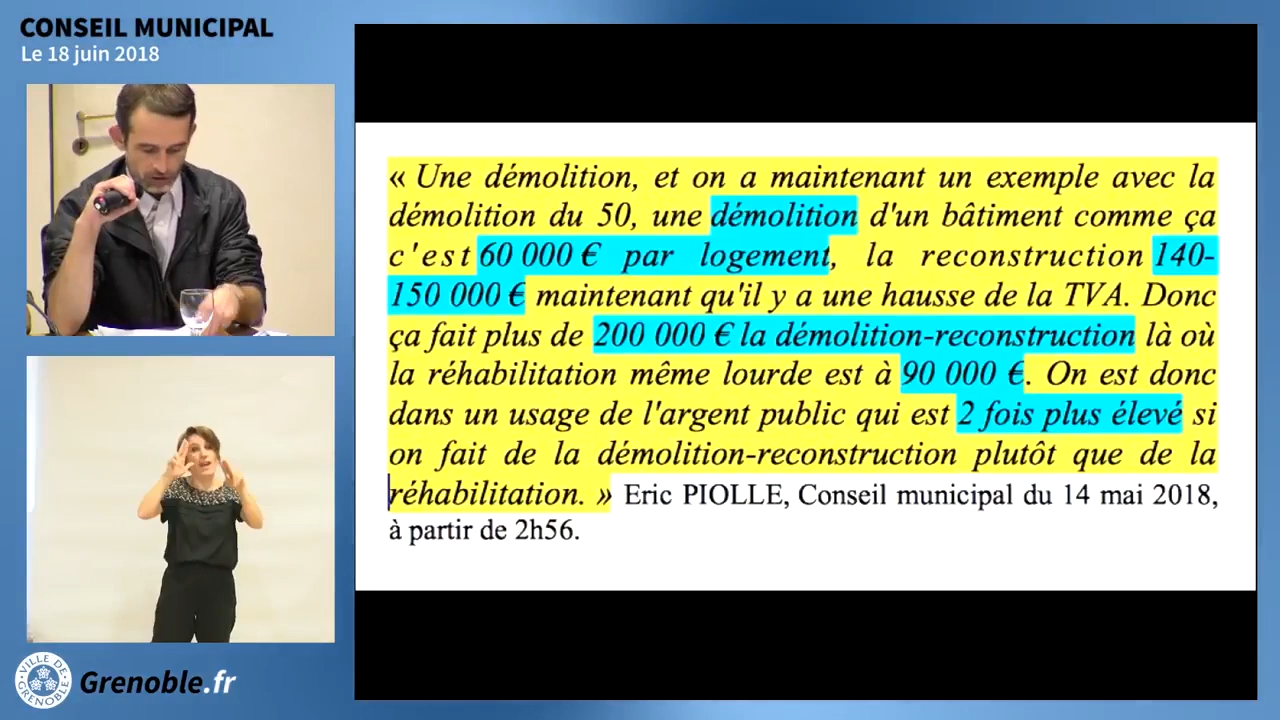 CONSEIL MUNICIPAL
Le 18 juin 2018
« Une démolition, et on a maintenant un exemple avec la
démolition du 50, une démolition d'un bâtiment comme ça
c'est 60 000 € par logement, la reconstruction 140-
150 000 € maintenant qu'il y a une hausse de la TVA. Donc
ça fait plus de 200 000 € la démolition-reconstruction là où
la réhabilitation même lourde est à 90 000 €. On est donc
dans un usage de l'argent public qui est 2 fois plus élevé si
on fait de la démolition-reconstruction plutôt que de la
réhabilitation. » Eric PIOLLE, Conseil municipal du 14 mai 2018,
à partir de 2h56.
VILLE DE
GRENOBLE
Grenoble.fr